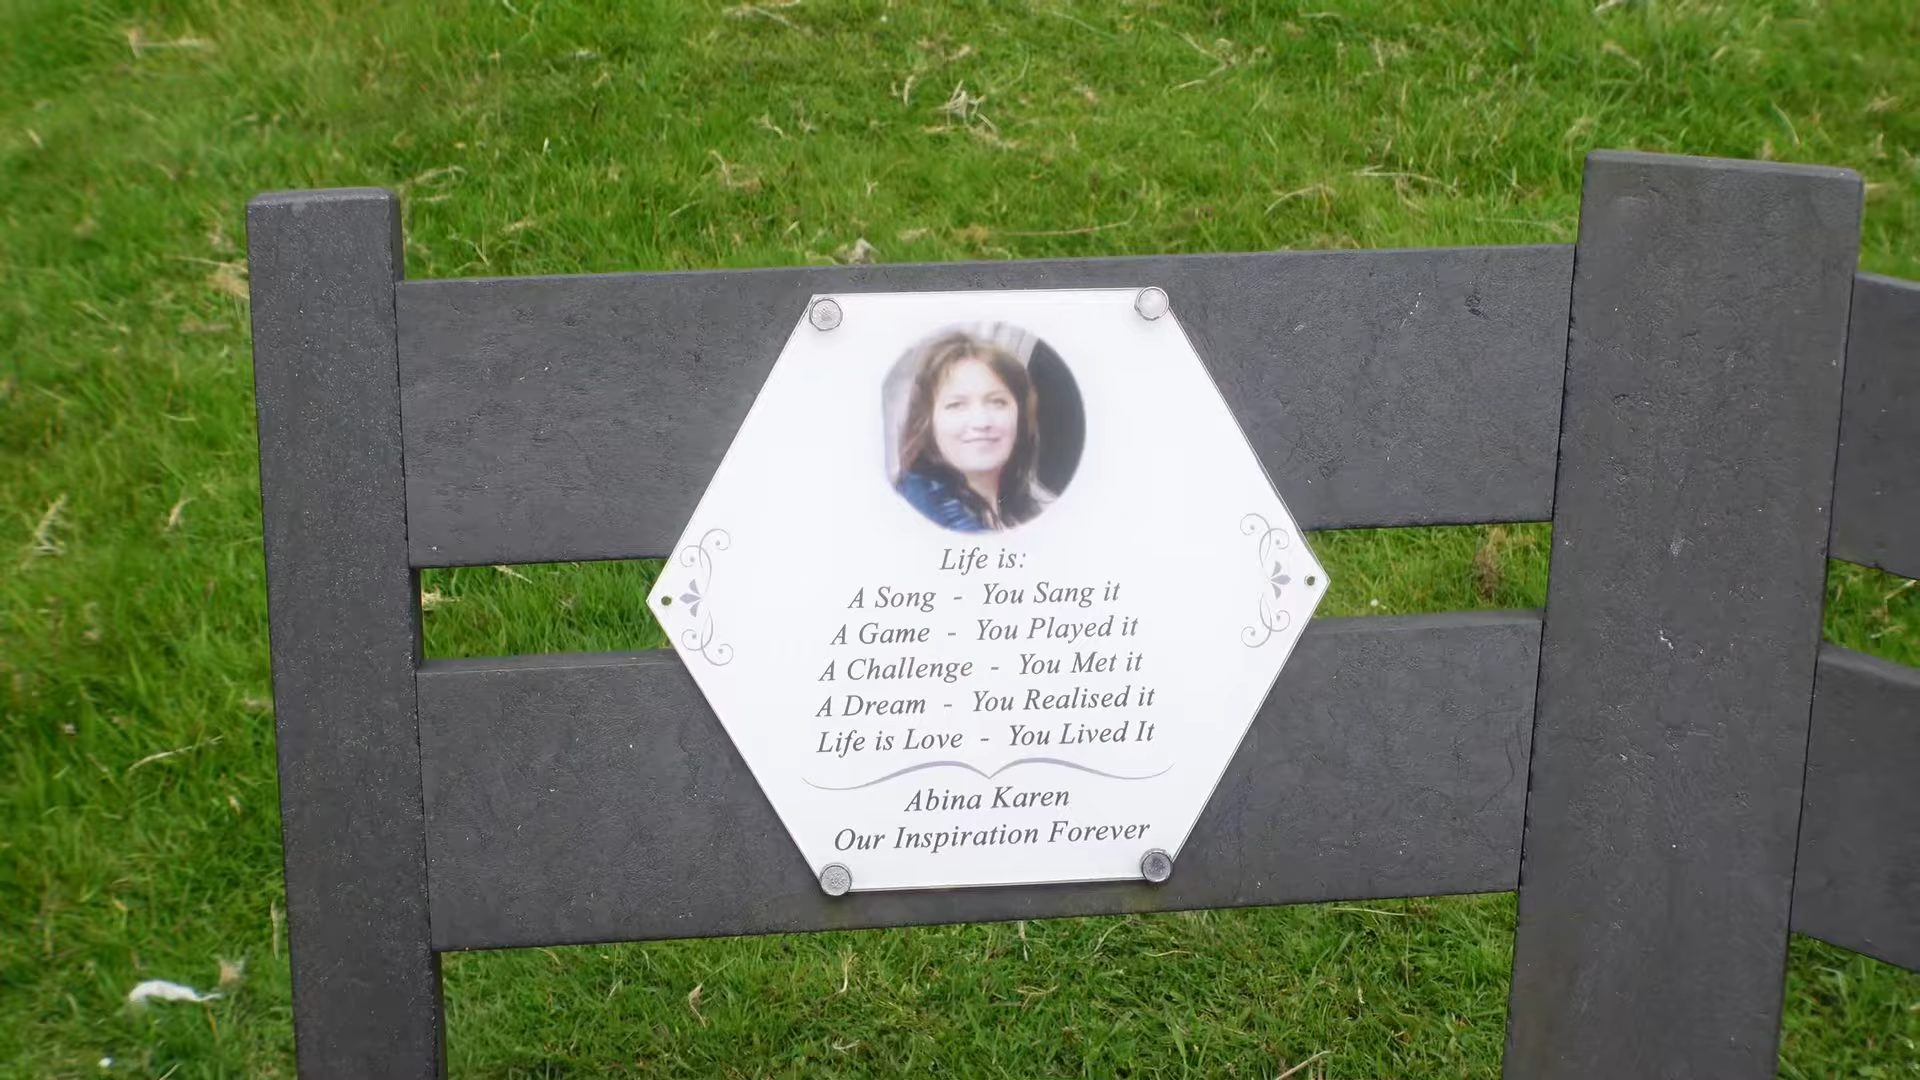 Life is:
A Song - You Sang it
A Game - You Played it
A Challenge - You Met it
A Dream - You Realised it
Life is Love - You Lived It
Abina Karen
Our Inspiration Forever